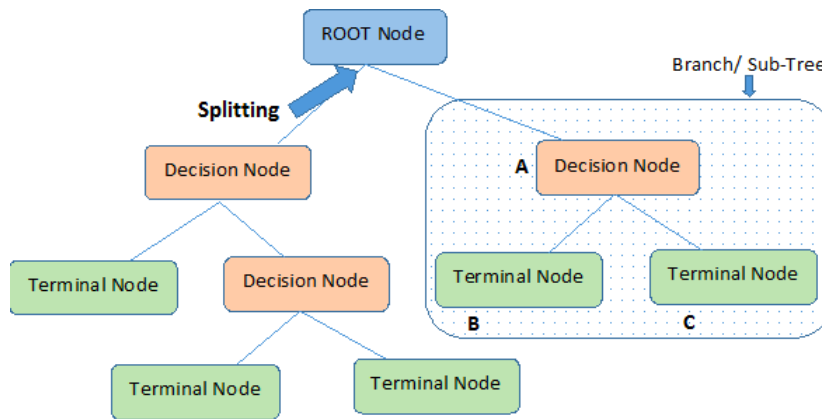 ROOT Node
Branch/ Sub-Tree
Splitting
Decision Node
A
Decision Node
Terminal Node
Decision Node
Terminal Node
Terminal Node
B
C
Terminal Node
Terminal Node